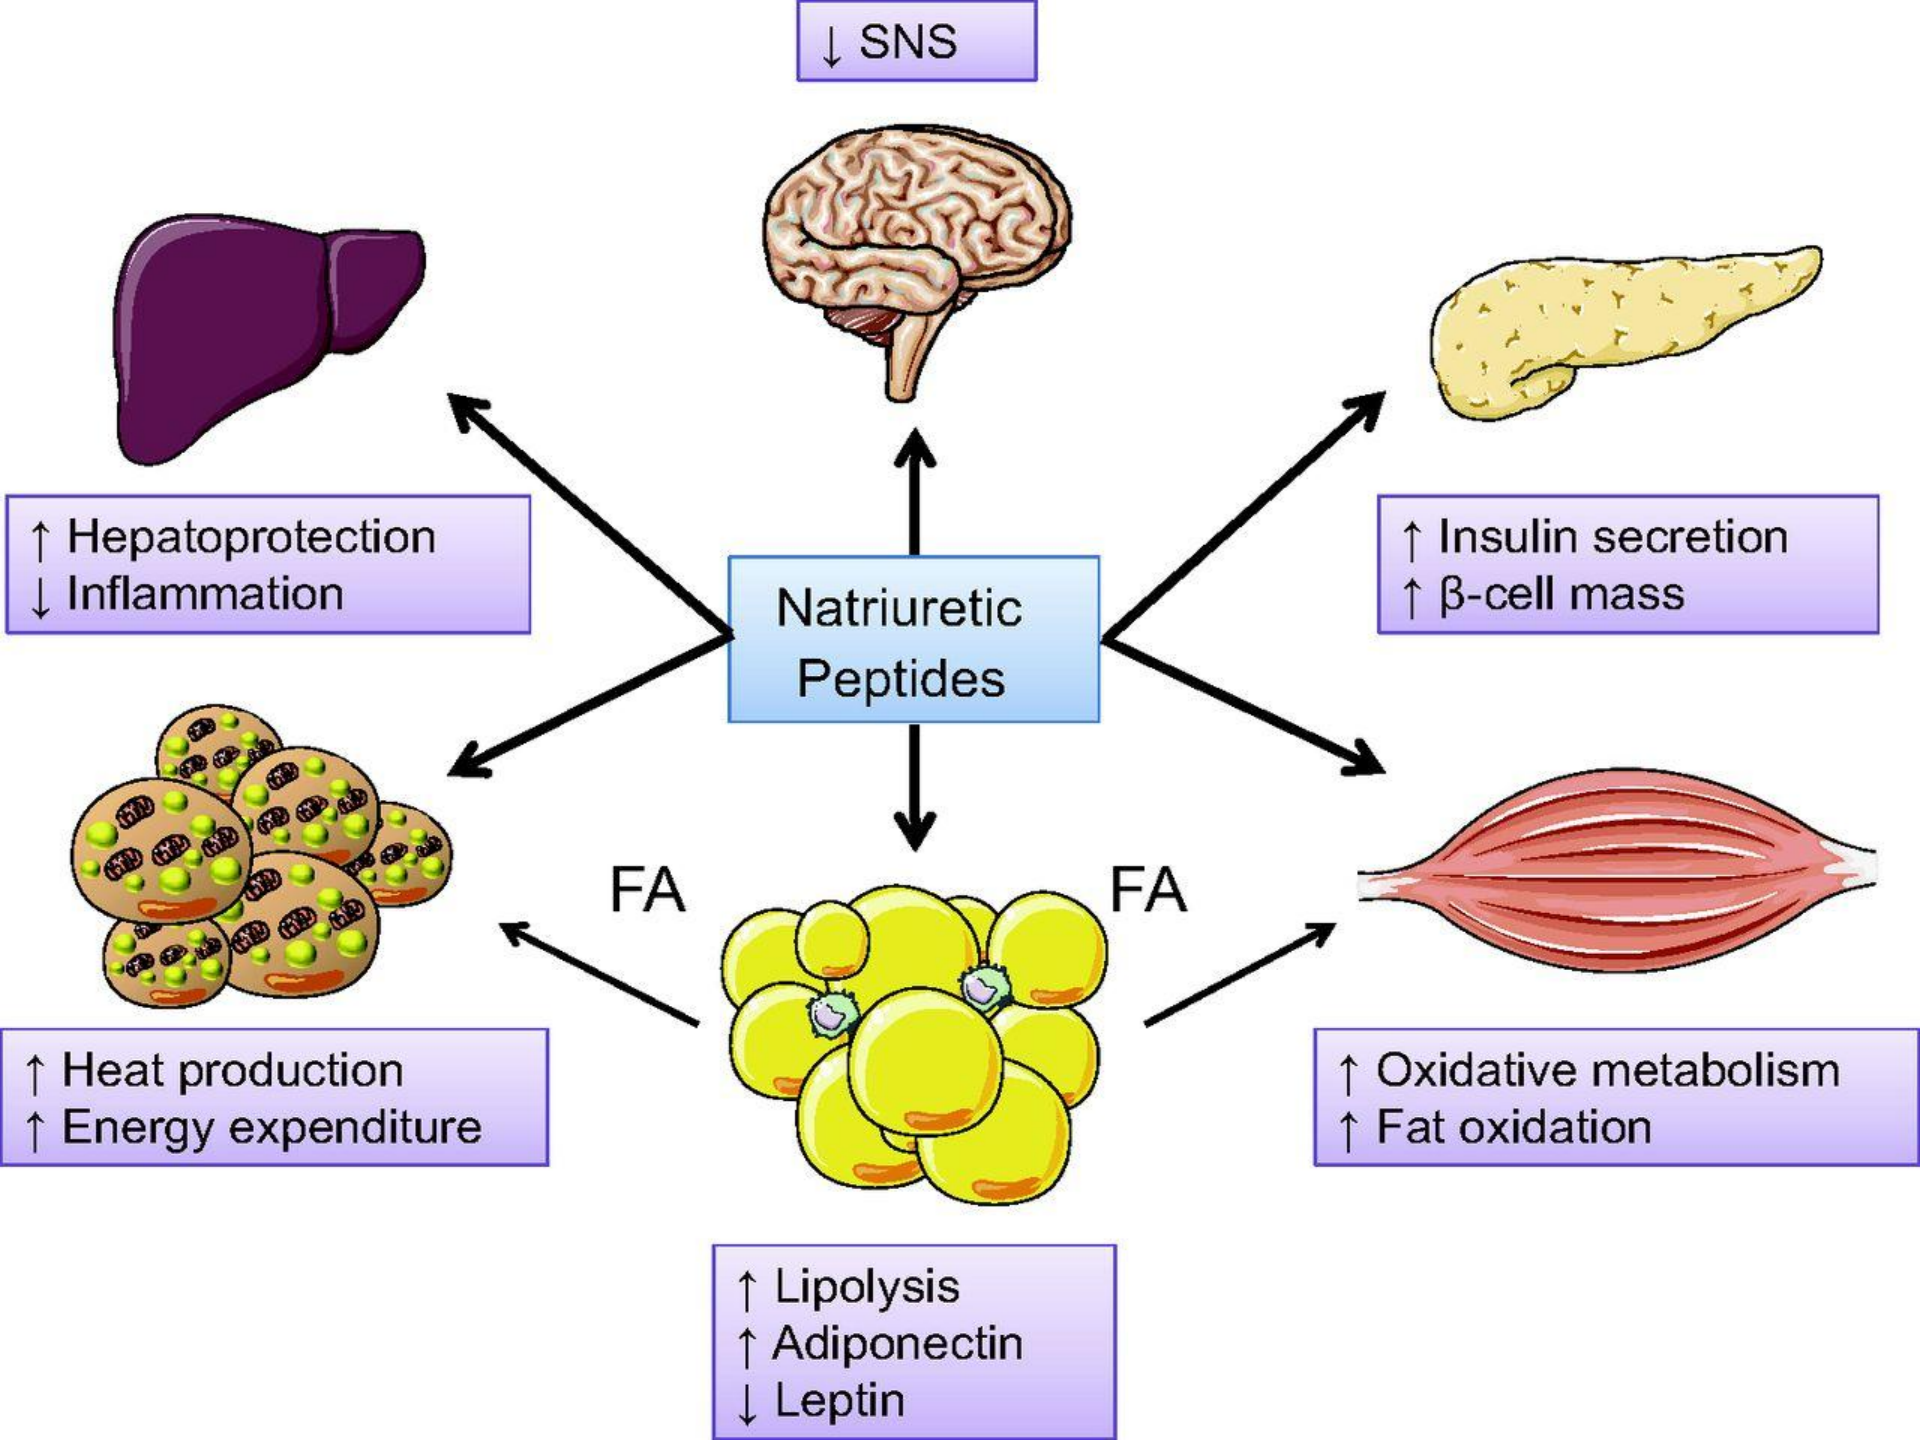 ↓ SNS
↑ Hepatoprotection
↓ Inflammation
↑ Insulin secretion
↑ β-cell mass
Natriuretic
Peptides
FA
FA
↑ Heat production
↑ Energy expenditure
↑ Oxidative metabolism
↑ Fat oxidation
↑ Lipolysis
↑ Adiponectin
↓ Leptin